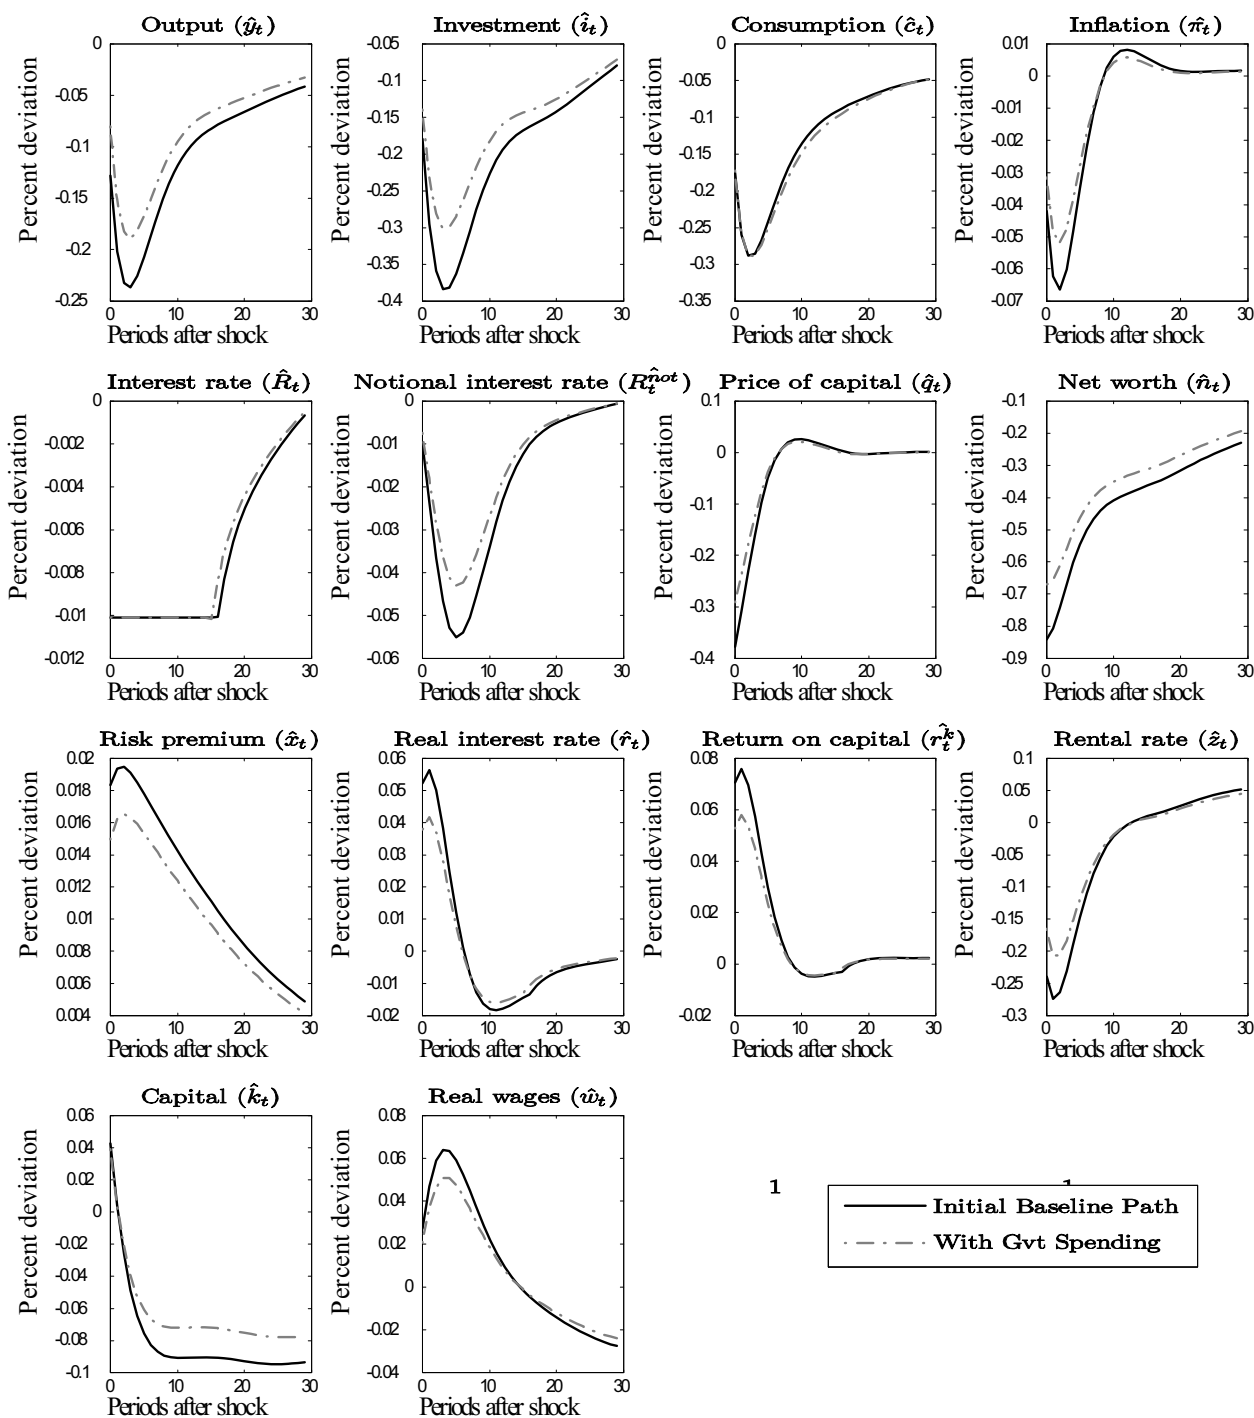 Output (ŷt) Investment (ît) Consumption (ĉt) Inflation (π̂t)
Percent deviation Percent deviation Percent deviation Percent deviation
0 -0.05 0 0.01
-0.05 -0.1 -0.05 0
-0.1 -0.15 -0.1 -0.01
-0.15 -0.2 -0.15 -0.02
-0.2 -0.25 -0.2 -0.03
-0.25 -0.3 -0.25 -0.04
-0.35 -0.3 -0.05
-0.4 -0.35 -0.06
-0.07
0 10 20 30 0 10 20 30 0 10 20 30 0 10 20 30
Periods after shock Periods after shock Periods after shock Periods after shock
Interest rate (R̂t) Notional interest rate (R̂t^not) Price of capital (q̂t) Net worth (n̂t)
Percent deviation Percent deviation Percent deviation Percent deviation
0 0 0.1 -0.1
-0.002 -0.01 0 -0.2
-0.004 -0.02 -0.1 -0.3
-0.006 -0.03 -0.2 -0.4
-0.008 -0.04 -0.3 -0.5
-0.01 -0.05 -0.4 -0.6
-0.012 -0.06 -0.7
-0.8
-0.9
0 10 20 30 0 10 20 30 0 10 20 30 0 10 20 30
Periods after shock Periods after shock Periods after shock Periods after shock
Risk premium (x̂t) Real interest rate (r̂t) Return on capital (r̂t^k) Rental rate (ẑt)
Percent deviation Percent deviation Percent deviation Percent deviation
0.02 0.06 0.08 0.1
0.018 0.05 0.06 0.05
0.016 0.04 0.04 0
0.014 0.03 0.02 -0.05
0.012 0.02 0 -0.1
0.01 0.01 -0.02 -0.15
0.008 0 -0.2
0.006 -0.01 -0.25
0.004 -0.02 -0.3
0 10 20 30 0 10 20 30 0 10 20 30 0 10 20 30
Periods after shock Periods after shock Periods after shock Periods after shock
Capital (k̂t) Real wages (ŵt)
Percent deviation Percent deviation
0.06 0.08
0.04 0.06
0.02 0.04
0 0.02
-0.02 0
-0.04 -0.02
-0.06 -0.04
-0.08
-0.1
0 10 20 30 0 10 20 30
Periods after shock Periods after shock
1 1
Initial Baseline Path
With Gvt Spending